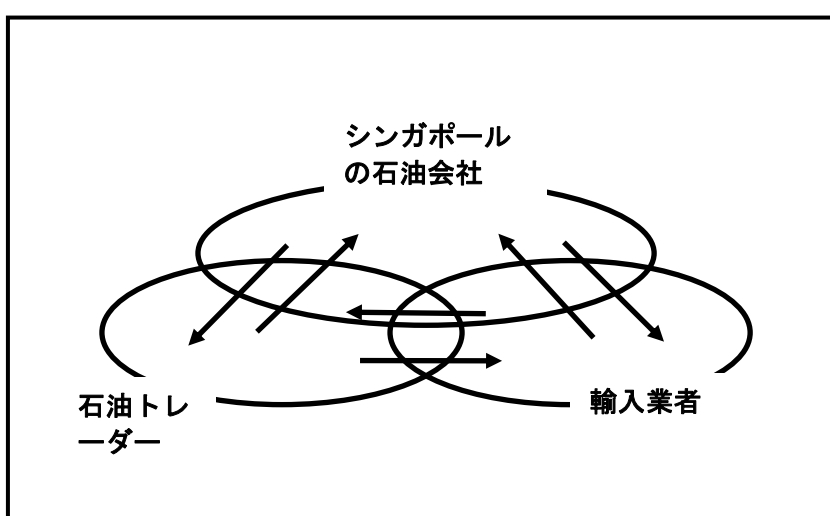 シンガポール
の石油会社
石油トレ
ーダー
輸入業者